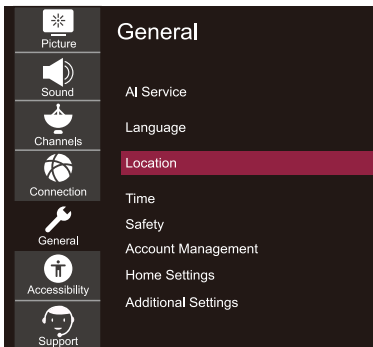 Picture
Sound
Channels
Connection
General
Accessibility
Support
General
AI Service
Language
Location
Time
Safety
Account Management
Home Settings
Additional Settings